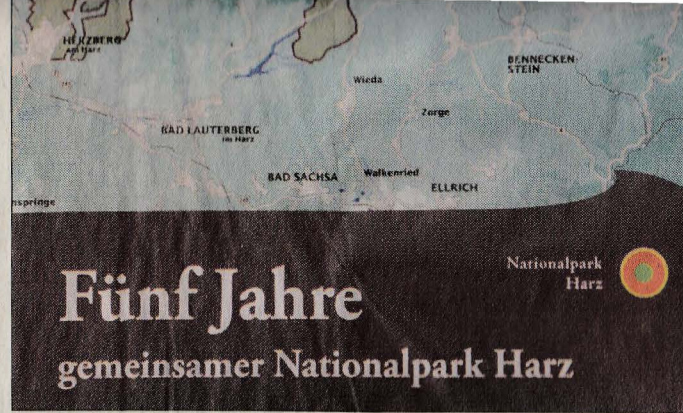 HERZBERG
am Harz
BENNECKEN-
STEIN
Wieda
Zorge
BAD LAUTERBERG
im Harz
BAD SACHSA
Walkenried
ELLRICH
nspringe
Nationalpark
Harz
Fünf Jahre
gemeinsamer Nationalpark Harz